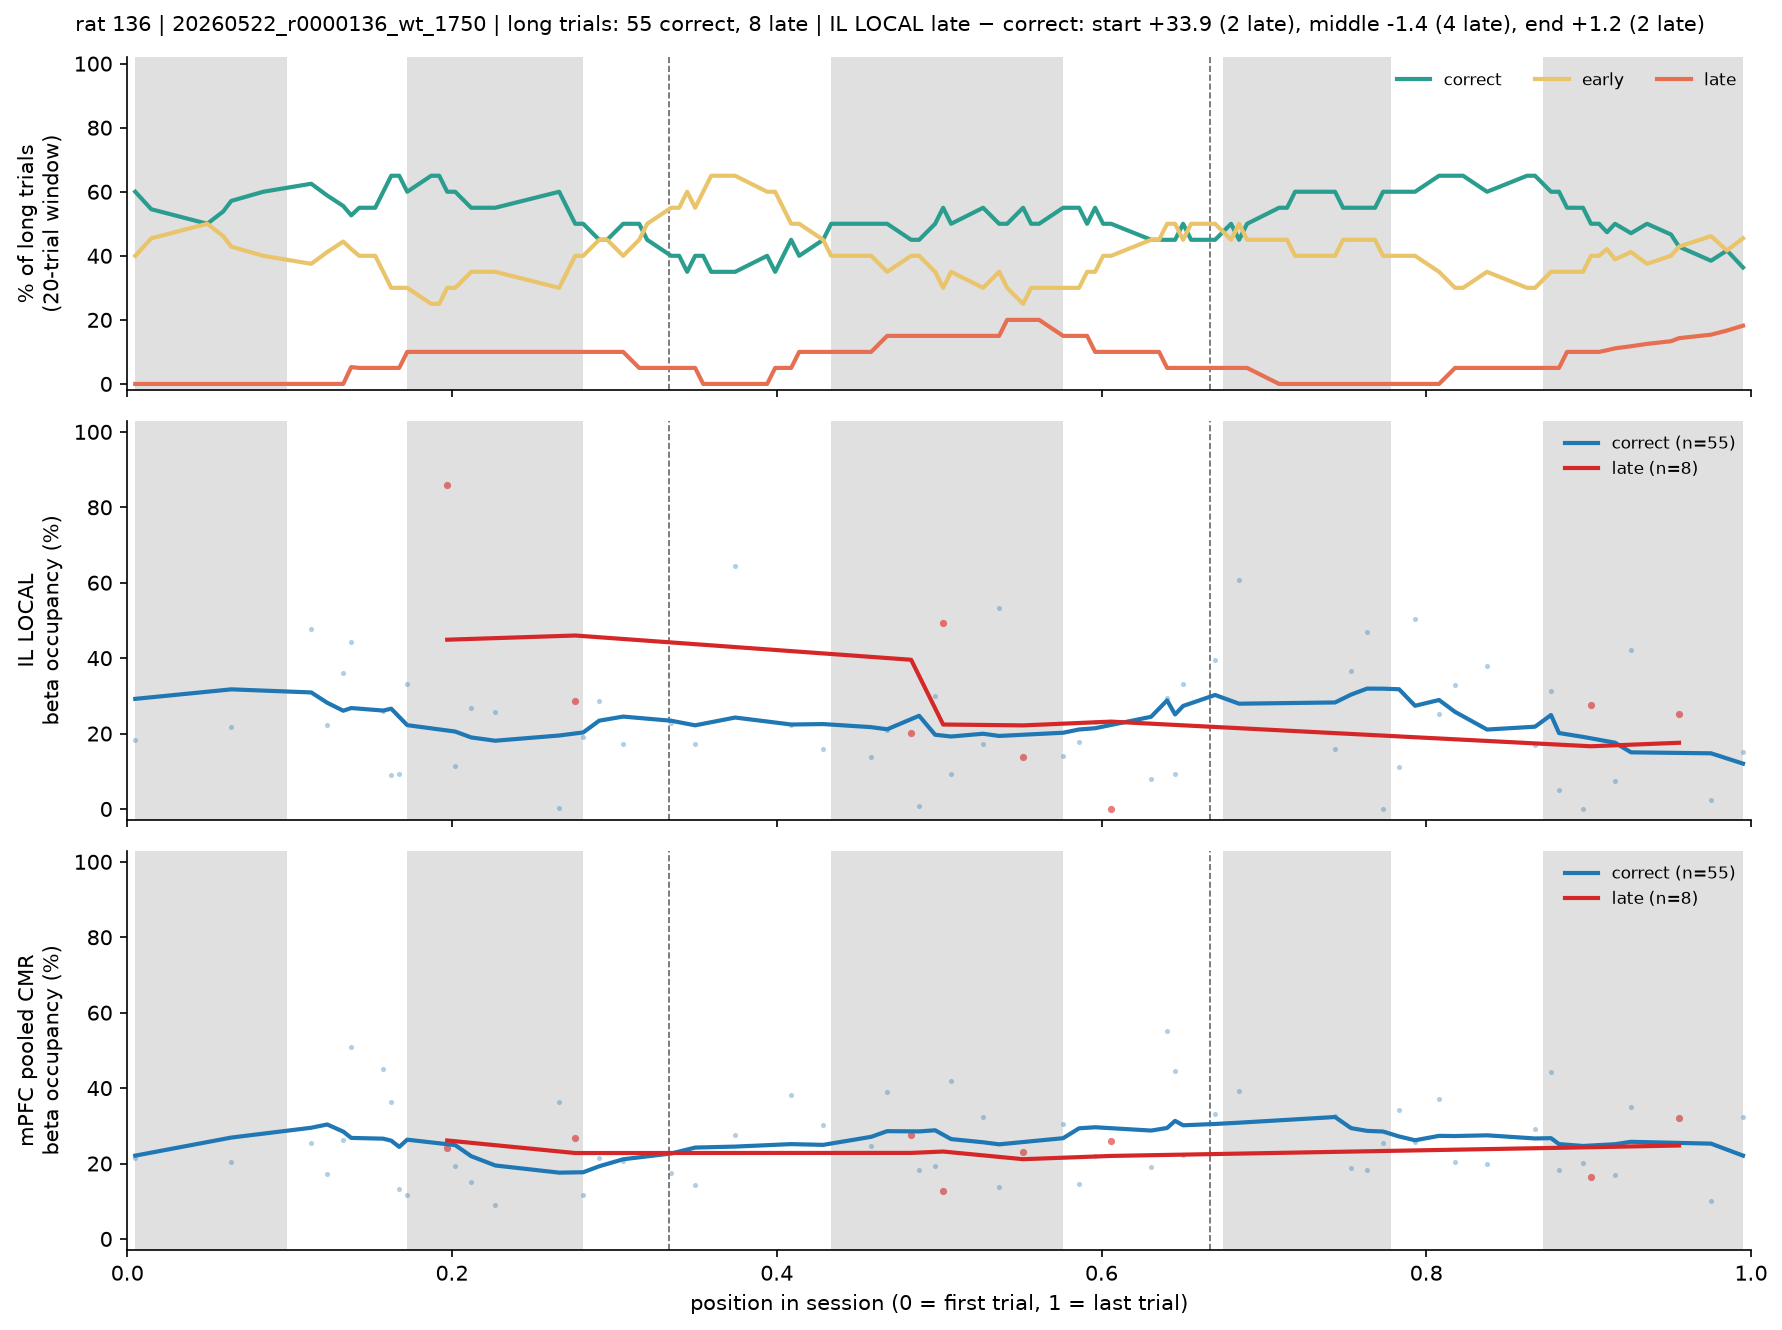 rat 136 | 20260522_r0000136_wt_1750 | long trials: 55 correct, 8 late | IL LOCAL late − correct: start +33.9 (2 late), middle -1.4 (4 late), end +1.2 (2 late)
100
80
60
40
20
0
% of long trials
(20-trial window)
correct
early
late
100
80
60
40
20
0
IL LOCAL
beta occupancy (%)
correct (n=55)
late (n=8)
100
80
60
40
20
0
mPFC pooled CMR
beta occupancy (%)
correct (n=55)
late (n=8)
0.0 0.2 0.4 0.6 0.8 1.0
position in session (0 = first trial, 1 = last trial)